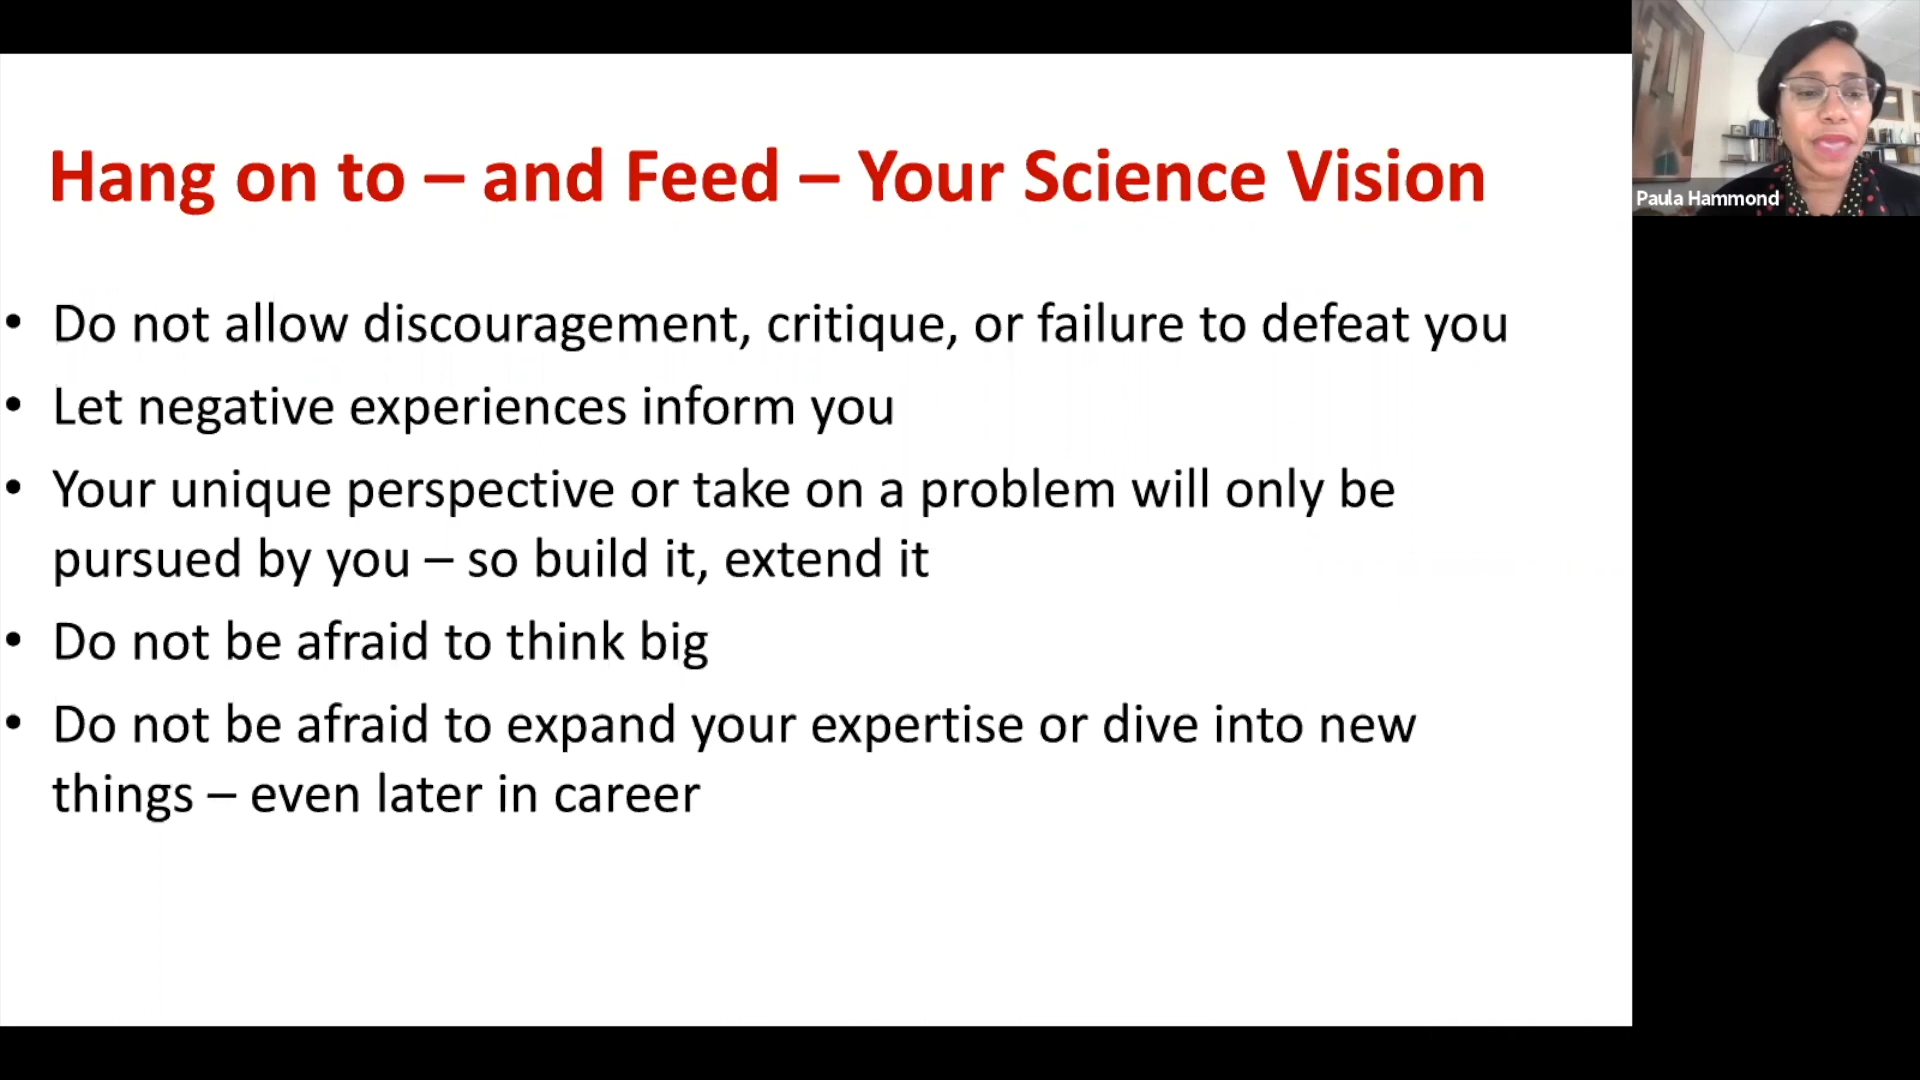 Hang on to – and Feed – Your Science Vision
• Do not allow discouragement, critique, or failure to defeat you
• Let negative experiences inform you
• Your unique perspective or take on a problem will only be
pursued by you – so build it, extend it
• Do not be afraid to think big
• Do not be afraid to expand your expertise or dive into new
things – even later in career
Paula Hammond